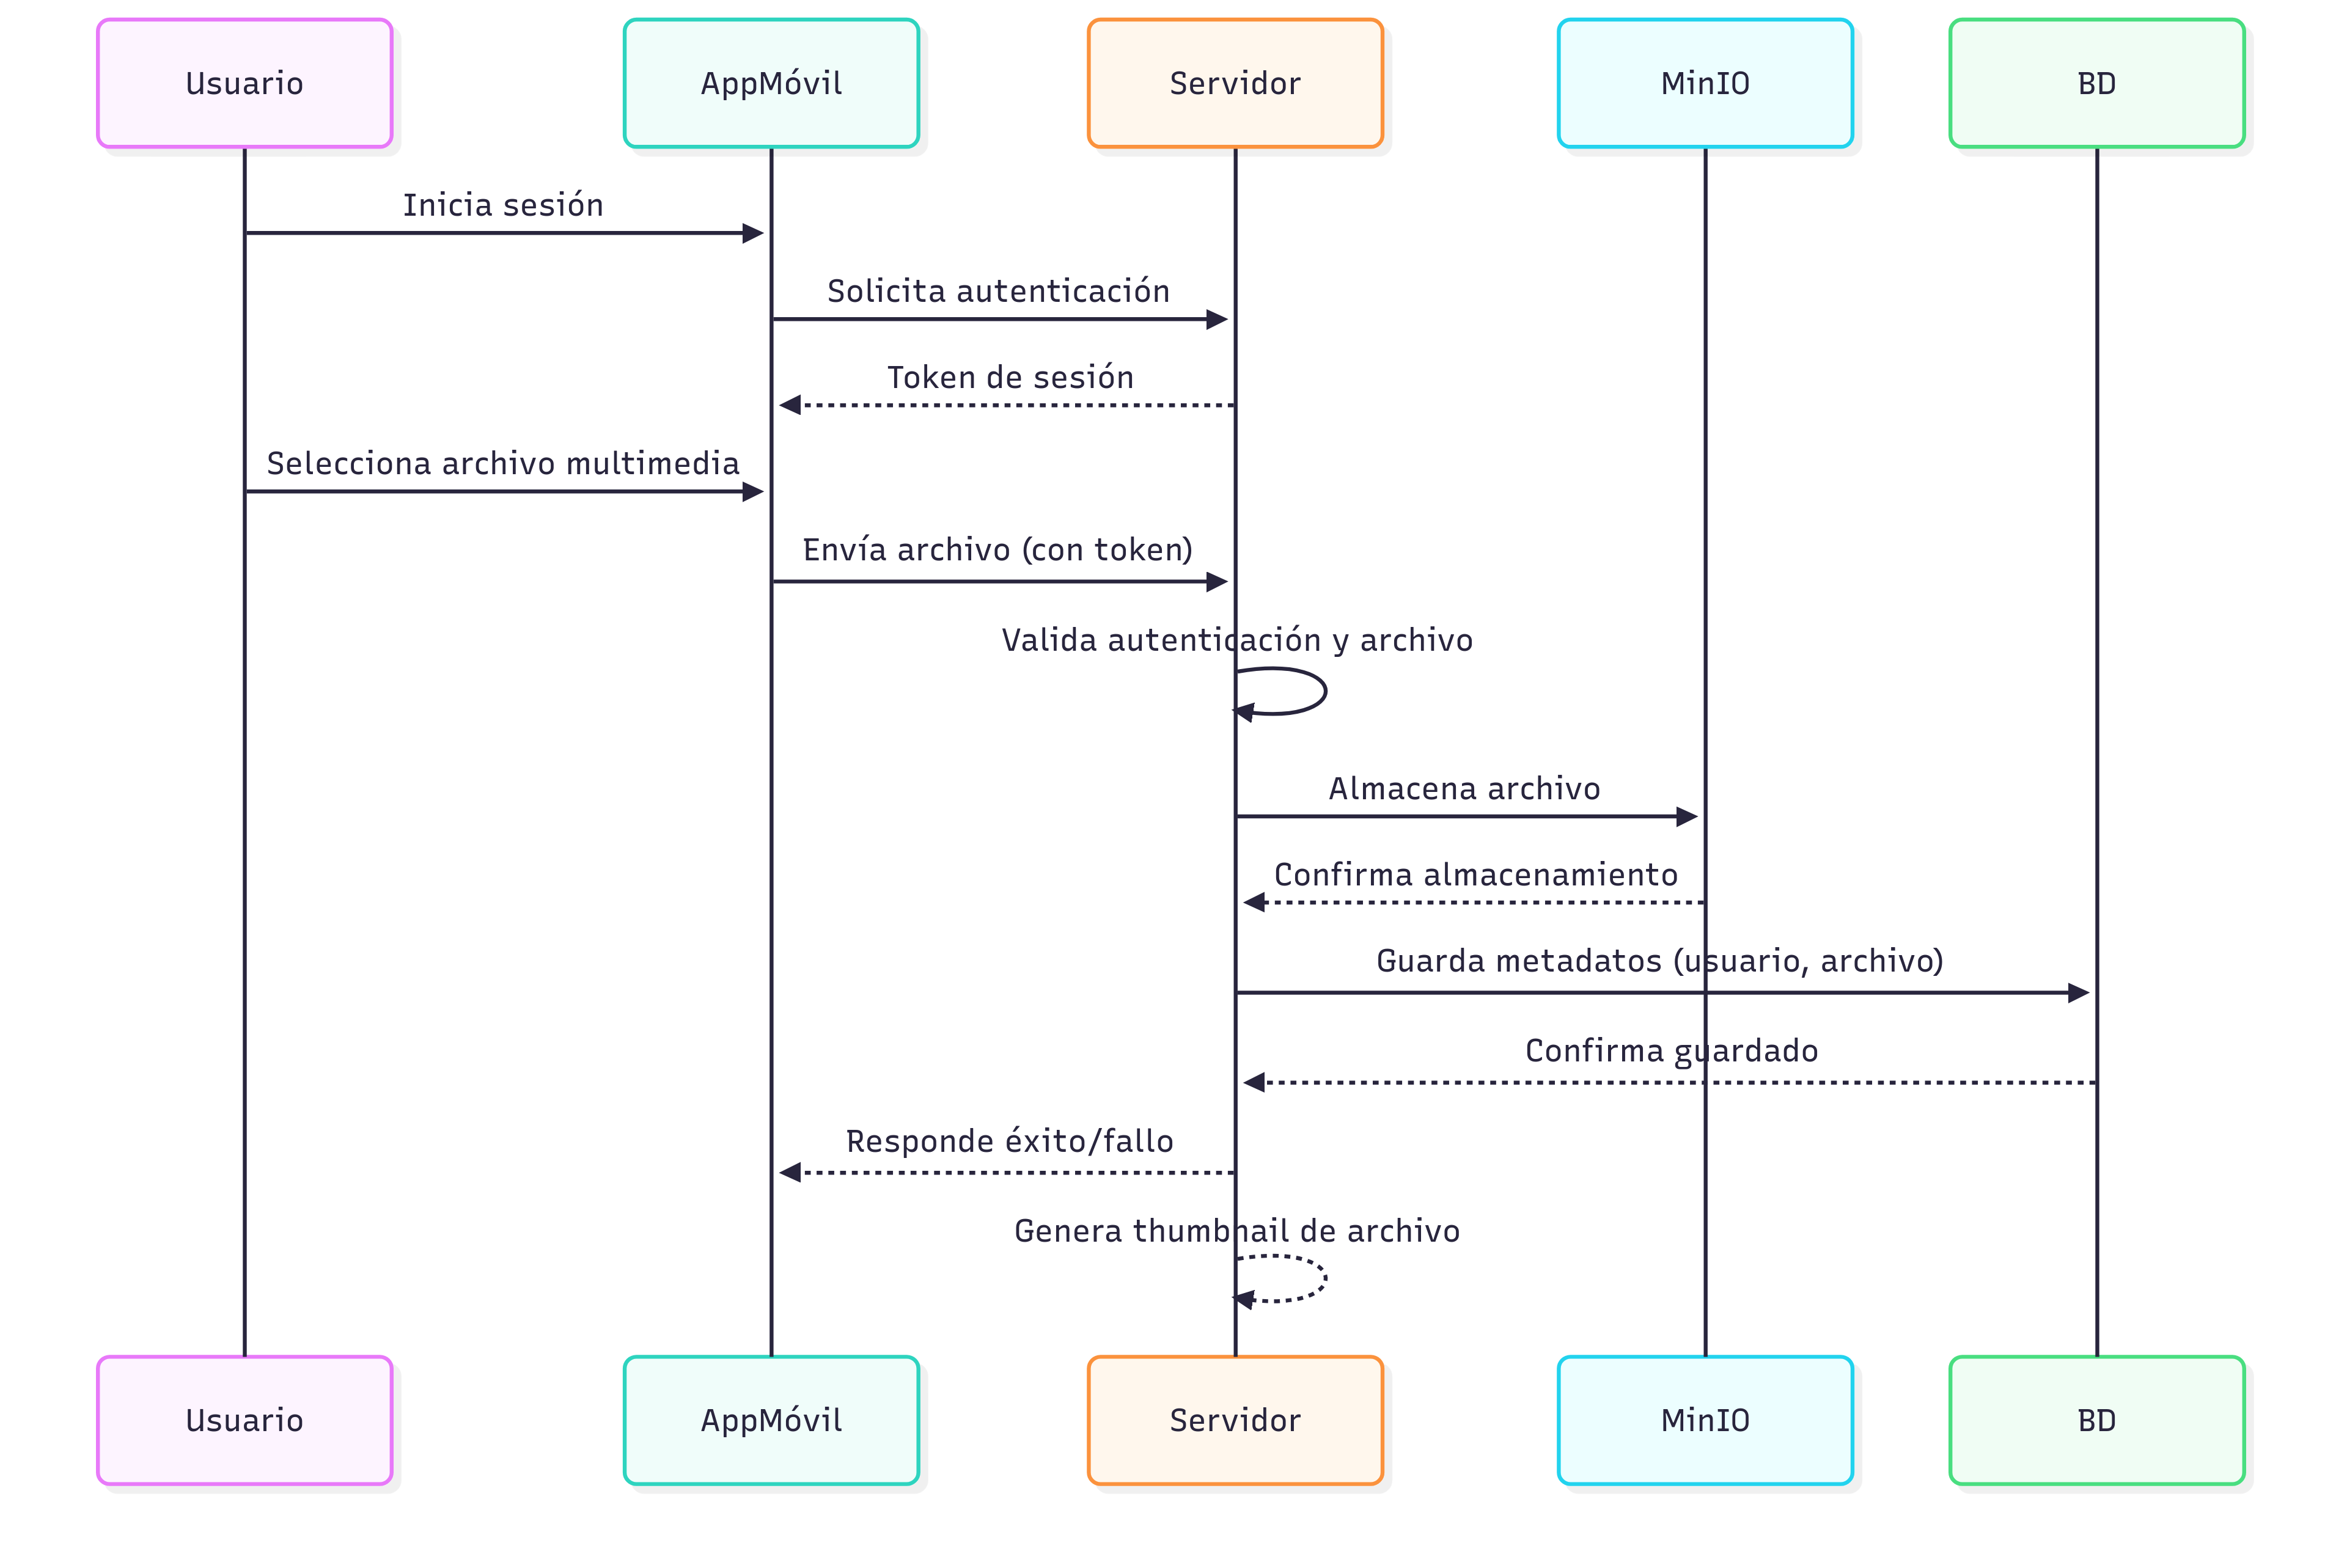 Usuario
AppMóvil
Servidor
MinIO
BD
Inicia sesión
Solicita autenticación
Token de sesión
Selecciona archivo multimedia
Envía archivo (con token)
Valida autenticación y archivo
Almacena archivo
Confirma almacenamiento
Guarda metadatos (usuario, archivo)
Confirma guardado
Responde éxito/fallo
Genera thumbnail de archivo
Usuario
AppMóvil
Servidor
MinIO
BD